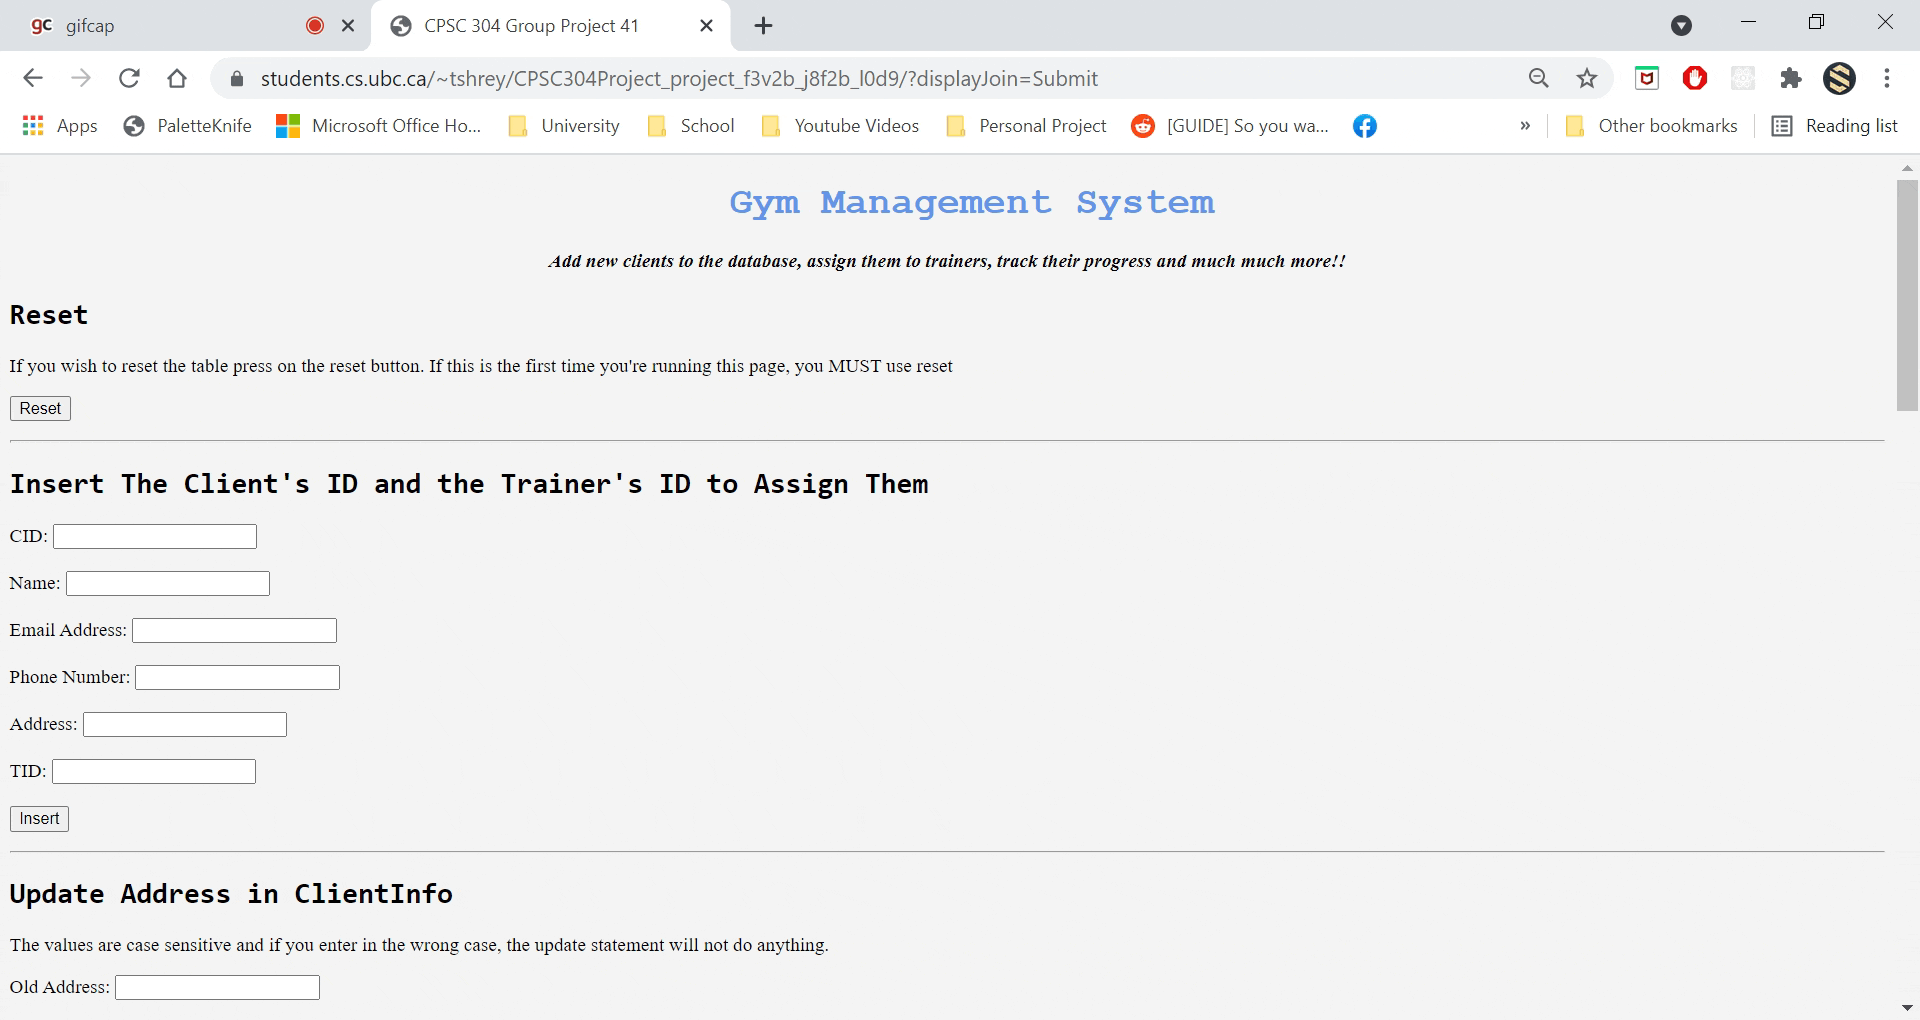 gc gifcap
CPSC 304 Group Project 41
students.cs.ubc.ca/~tshrey/CPSC304Project_project_f3v2b_j8f2b_l0d9/?displayJoin=Submit
Apps PaletteKnife Microsoft Office Ho... University School Youtube Videos Personal Project [GUIDE] So you wa... » Other bookmarks Reading list
Gym Management System
Add new clients to the database, assign them to trainers, track their progress and much much more!!
Reset
If you wish to reset the table press on the reset button. If this is the first time you're running this page, you MUST use reset
Reset
Insert The Client's ID and the Trainer's ID to Assign Them
CID:
Name:
Email Address:
Phone Number:
Address:
TID:
Insert
Update Address in ClientInfo
The values are case sensitive and if you enter in the wrong case, the update statement will not do anything.
Old Address: